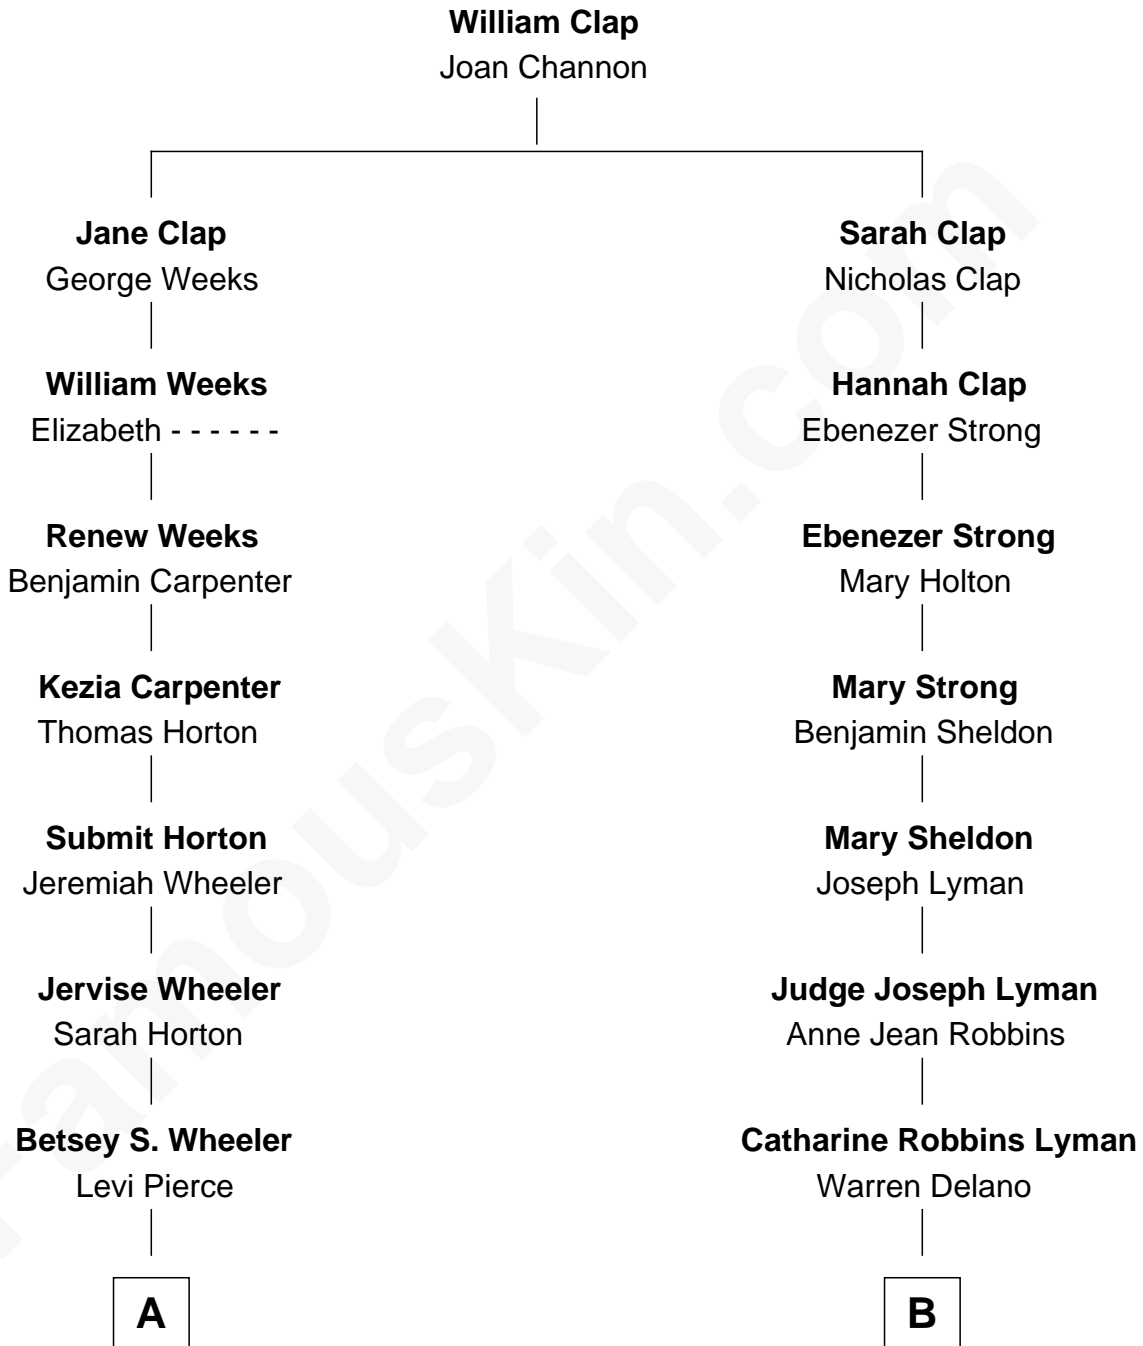 William Clap
Joan Channon
Jane Clap
George Weeks
Sarah Clap
Nicholas Clap
William Weeks
Elizabeth - - - - - -
Hannah Clap
Ebenezer Strong
Renew Weeks
Benjamin Carpenter
Ebenezer Strong
Mary Holton
Kezia Carpenter
Thomas Horton
Mary Strong
Benjamin Sheldon
Submit Horton
Jeremiah Wheeler
Mary Sheldon
Joseph Lyman
Jervise Wheeler
Sarah Horton
Judge Joseph Lyman
Anne Jean Robbins
Betsey S. Wheeler
Levi Pierce
Catharine Robbins Lyman
Warren Delano
A
B
FamousKin.com